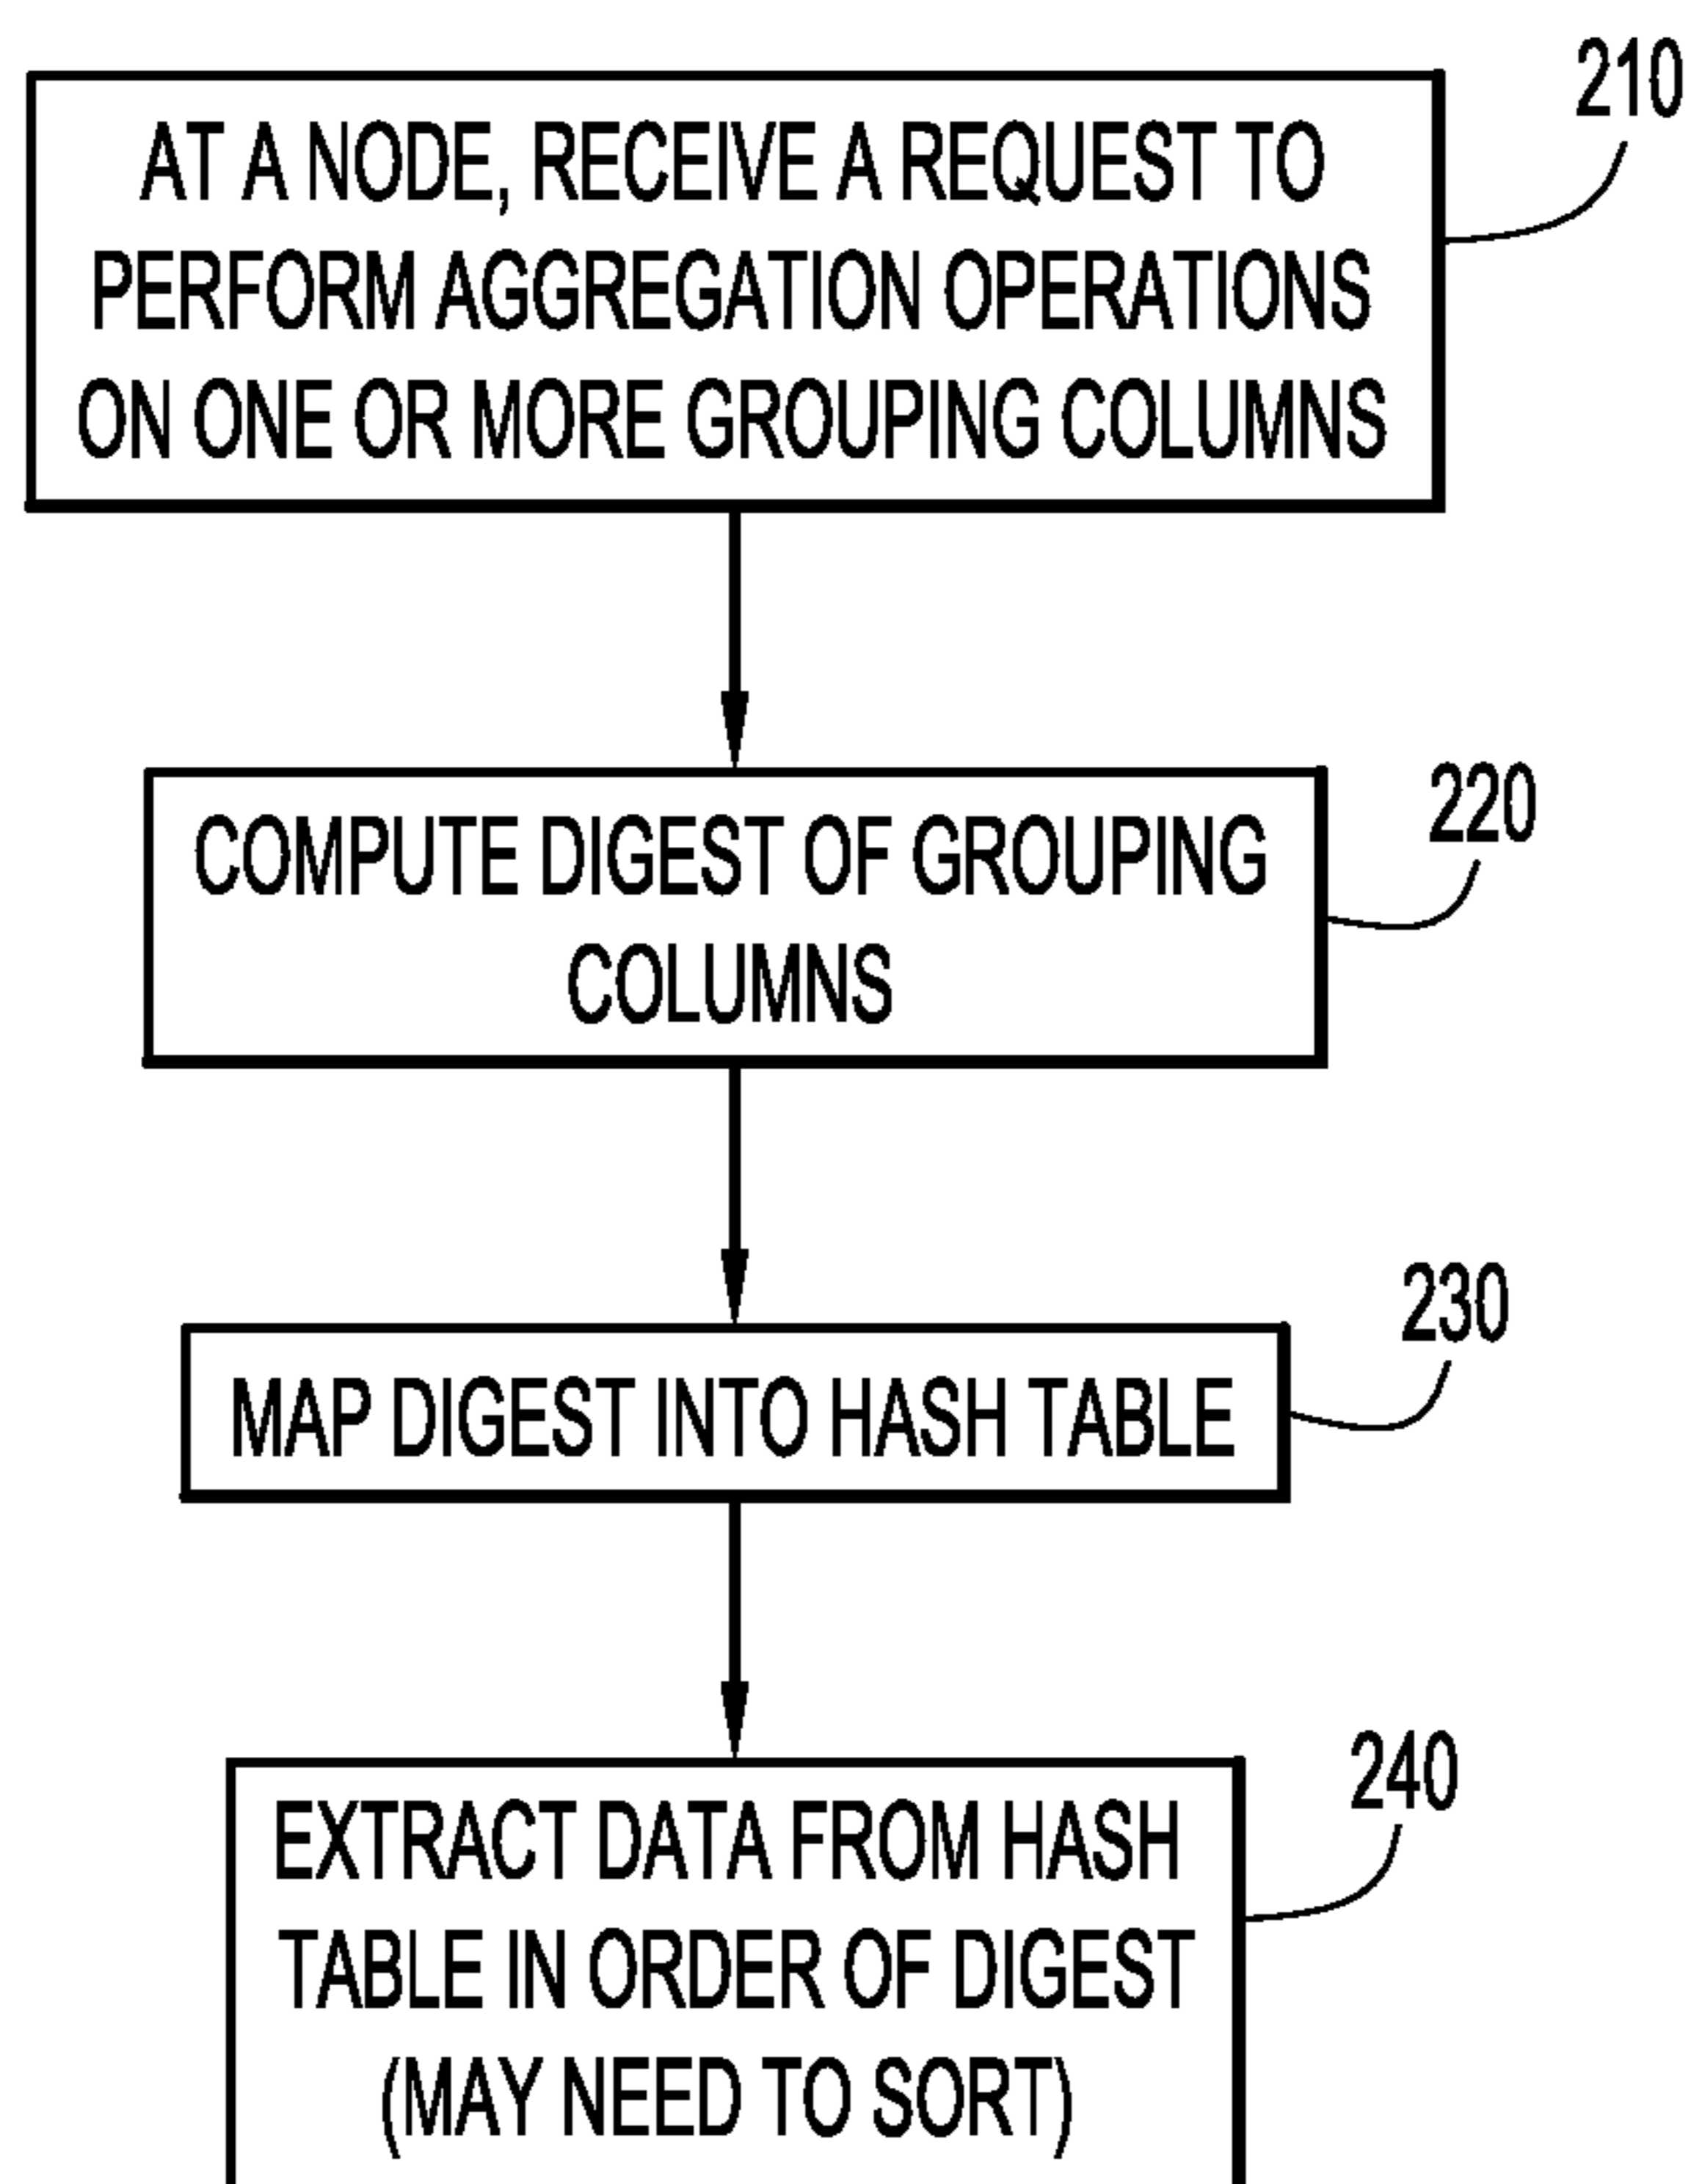 210
AT A NODE, RECEIVE A REQUEST TO
PERFORM AGGREGATION OPERATIONS
ON ONE OR MORE GROUPING COLUMNS
220
COMPUTE DIGEST OF GROUPING
COLUMNS
230
MAP DIGEST INTO HASH TABLE
240
EXTRACT DATA FROM HASH
TABLE IN ORDER OF DIGEST
(MAY NEED TO SORT)